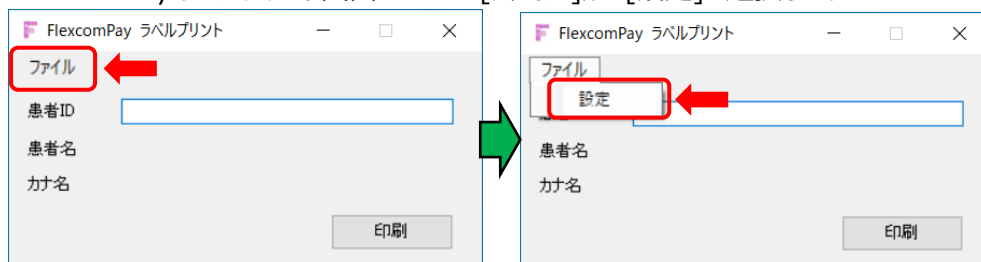 FlexcomPay ラベルプリント
ファイル
患者ID
患者名
カナ名
印刷
FlexcomPay ラベルプリント
ファイル
設定
患者名
カナ名
印刷